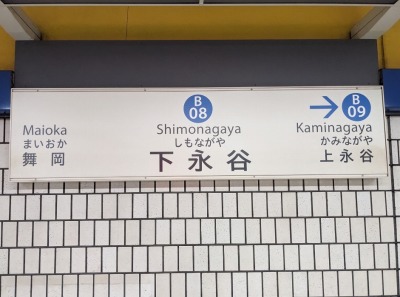 Maioka
まいおか
舞岡
B
08
Shimonagaya
しもながや
下永谷
→ B
09
Kaminagaya
かみながや
上永谷